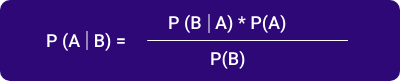 P (A | B) = P (B | A) * P(A)
P(B)